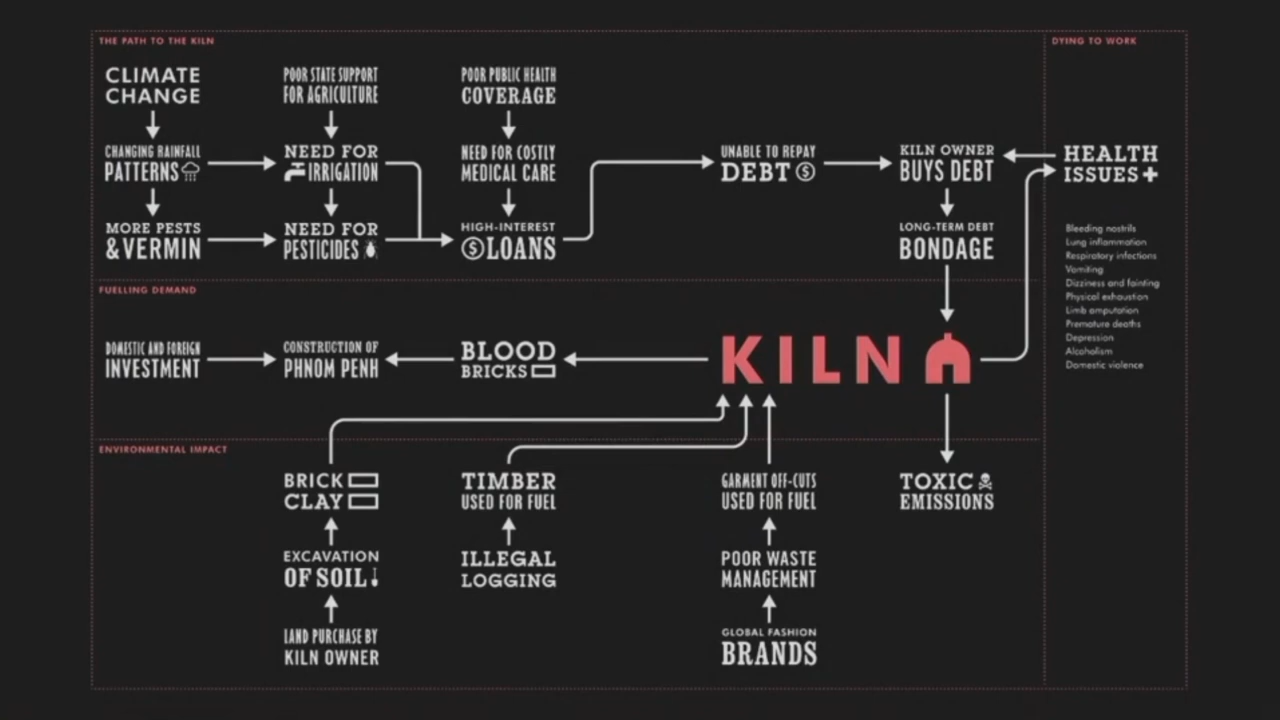 THE PATH TO THE KILN
DYING TO WORK
CLIMATE
CHANGE
POOR STATE SUPPORT
FOR AGRICULTURE
POOR PUBLIC HEALTH
COVERAGE
CHANGING RAINFALL
PATTERNS
NEED FOR
IRRIGATION
NEED FOR COSTLY
MEDICAL CARE
UNABLE TO REPAY
DEBT $
KILN OWNER
BUYS DEBT
HEALTH
ISSUES
MORE PESTS
& VERMIN
NEED FOR
PESTICIDES
HIGH-INTEREST
$ LOANS
LONG-TERM DEBT
BONDAGE
Bleeding nostrils
Lung inflammation
Respiratory infections
Vomiting
Dizziness and fainting
Physical exhaustion
Limb amputation
Premature deaths
Depression
Alcoholism
Domestic violence
FUELLING DEMAND
DOMESTIC AND FOREIGN
INVESTMENT
CONSTRUCTION OF
PHNOM PENH
BLOOD
BRICKS
KILN
ENVIRONMENTAL IMPACT
BRICK
CLAY
TIMBER
USED FOR FUEL
GARMENT OFF-CUTS
USED FOR FUEL
TOXIC
EMISSIONS
EXCAVATION
OF SOIL
ILLEGAL
LOGGING
POOR WASTE
MANAGEMENT
LAND PURCHASE BY
KILN OWNER
GLOBAL FASHION
BRANDS